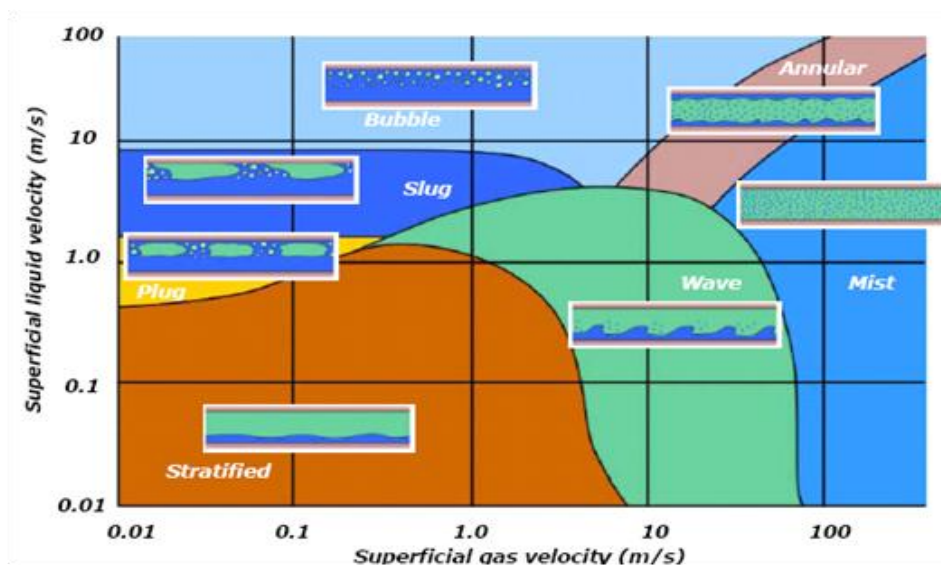 100
10
1.0
0.1
0.01
Superficial liquid velocity (m/s)
Bubble
Annular
Slug
Plug
Wave
Mist
Stratified
0.01 0.1 1.0 10 100
Superficial gas velocity (m/s)